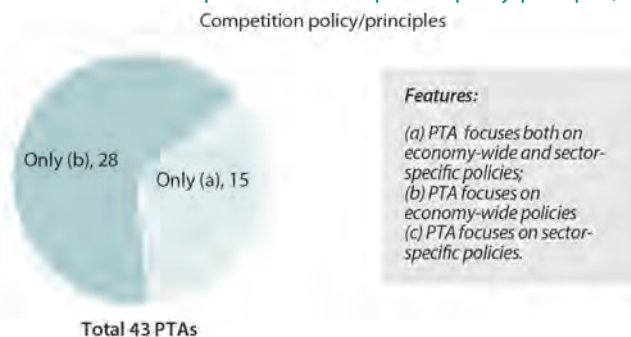 Competition policy/principles
Only (b), 28
Only (a), 15
Total 43 PTAs
Features:
(a) PTA focuses both on
economy-wide and sector-
specific policies;
(b) PTA focuses on
economy-wide policies
(c) PTA focuses on sector-
specific policies.